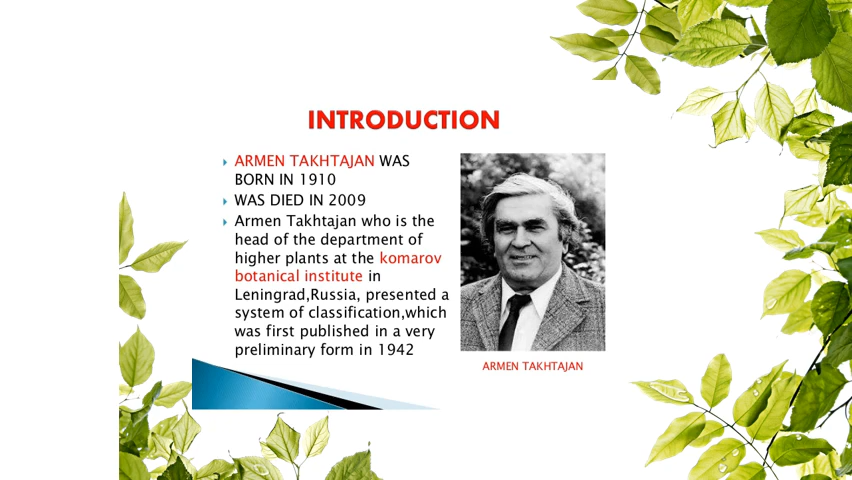 INTRODUCTION
ARMEN TAKHTAJAN WAS
BORN IN 1910
WAS DIED IN 2009
Armen Takhtajan who is the
head of the department of
higher plants at the komarov
botanical institute in
Leningrad,Russia, presented a
system of classification,which
was first published in a very
preliminary form in 1942
ARMEN TAKHTAJAN